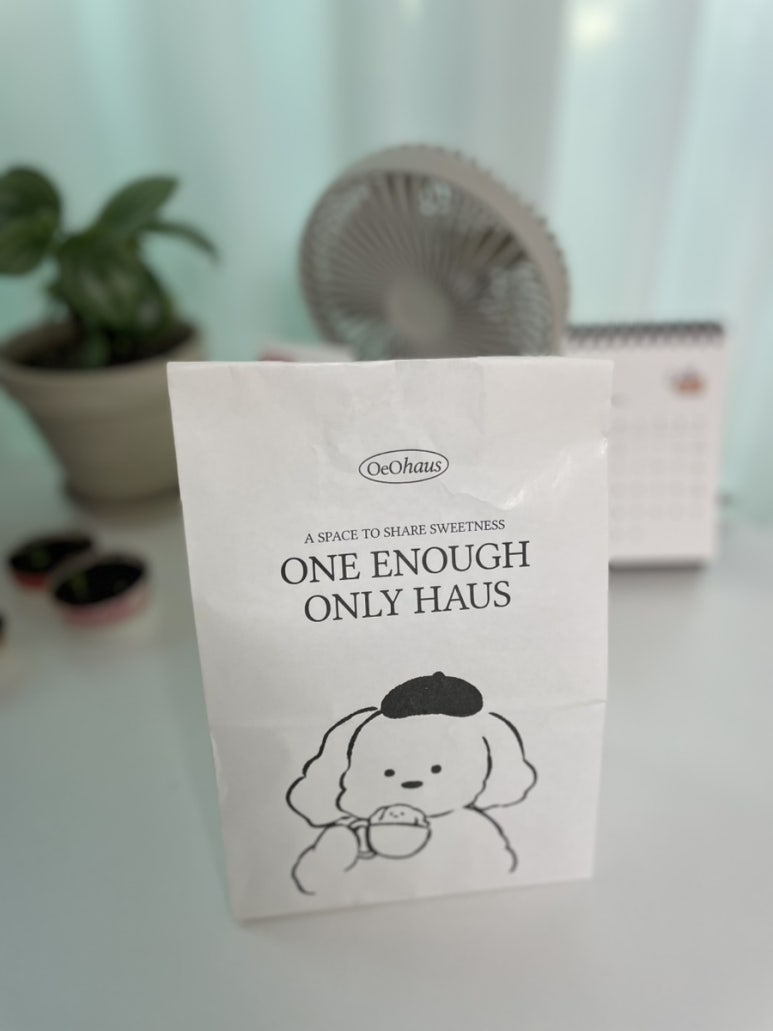 OeOhaus
A SPACE TO SHARE SWEETNESS
ONE ENOUGH
ONLY HAUS